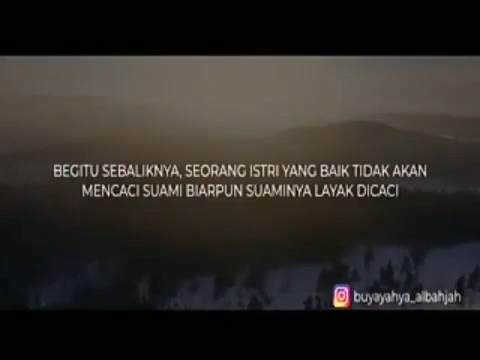 BEGITU SEBALIKNYA, SEORANG ISTRI YANG BAIK TIDAK AKAN
MENCACI SUAMI BIARPUN SUAMINYA LAYAK DICACI
buyayahya_albahjah